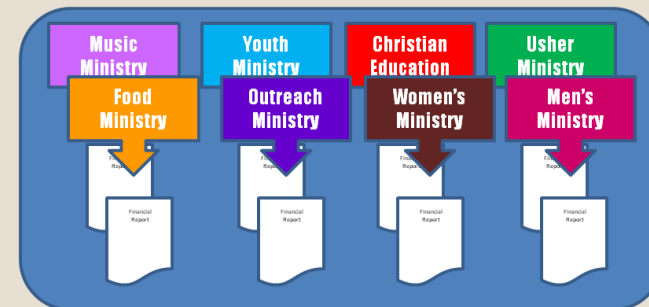 Music
Ministry
Youth
Ministry
Christian
Education
Usher
Ministry
Food
Ministry
Outreach
Ministry
Women's
Ministry
Men's
Ministry
Financial
Report
Financial
Report
Financial
Report
Financial
Report